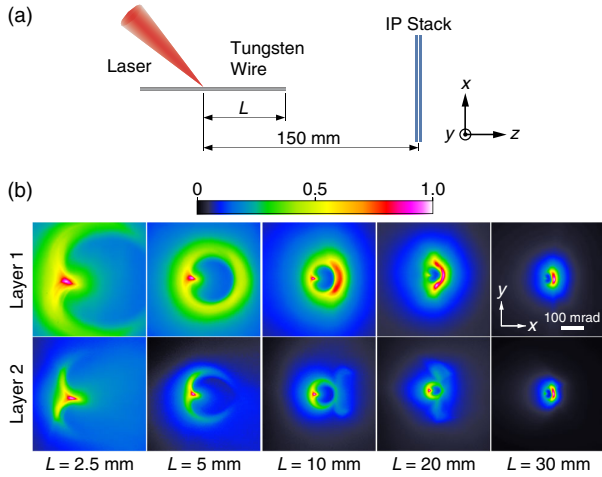 (a)
IP Stack
Laser
Tungsten
Wire
L
150 mm
x
y
z
(b)
0 0.5 1.0
Layer 1
y
x
100 mrad
Layer 2
L = 2.5 mm L = 5 mm L = 10 mm L = 20 mm L = 30 mm